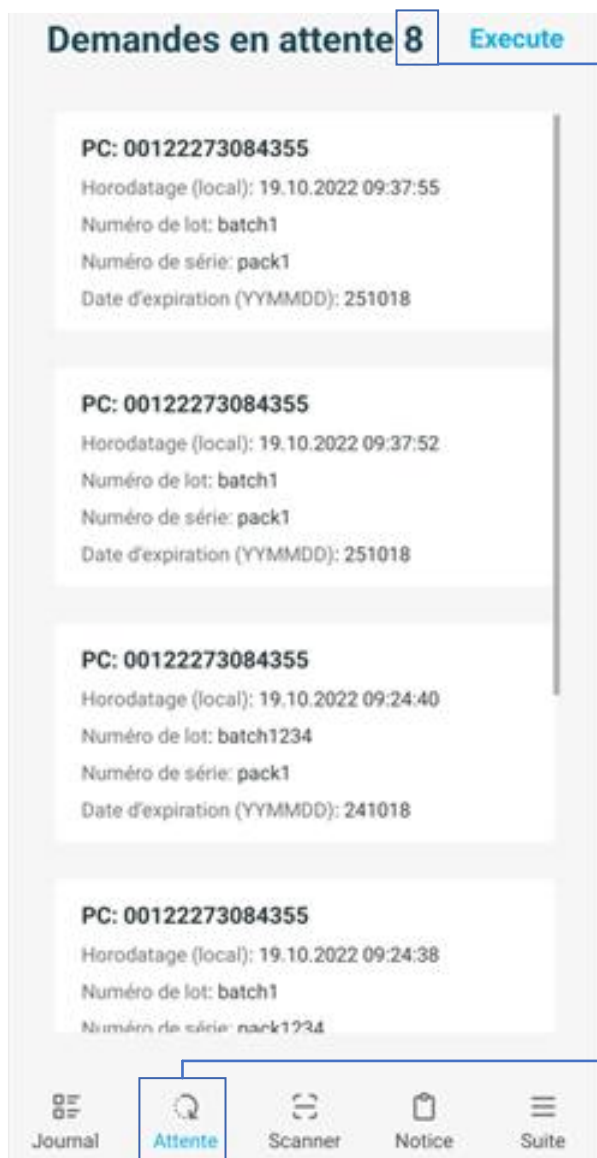 Demandes en attente 8 Execute
PC: 00122273084355
Horodatage (local): 19.10.2022 09:37:55
Numéro de lot: batch1
Numéro de série: pack1
Date d'expiration (YYMMDD): 251018
PC: 00122273084355
Horodatage (local): 19.10.2022 09:37:52
Numéro de lot: batch1
Numéro de série: pack1
Date d'expiration (YYMMDD): 251018
PC: 00122273084355
Horodatage (local): 19.10.2022 09:24:40
Numéro de lot: batch1234
Numéro de série: pack1
Date d'expiration (YYMMDD): 241018
PC: 00122273084355
Horodatage (local): 19.10.2022 09:24:38
Numéro de lot: batch1
Numéro de série: pack1234
Journal Attente Scanner Notice Suite